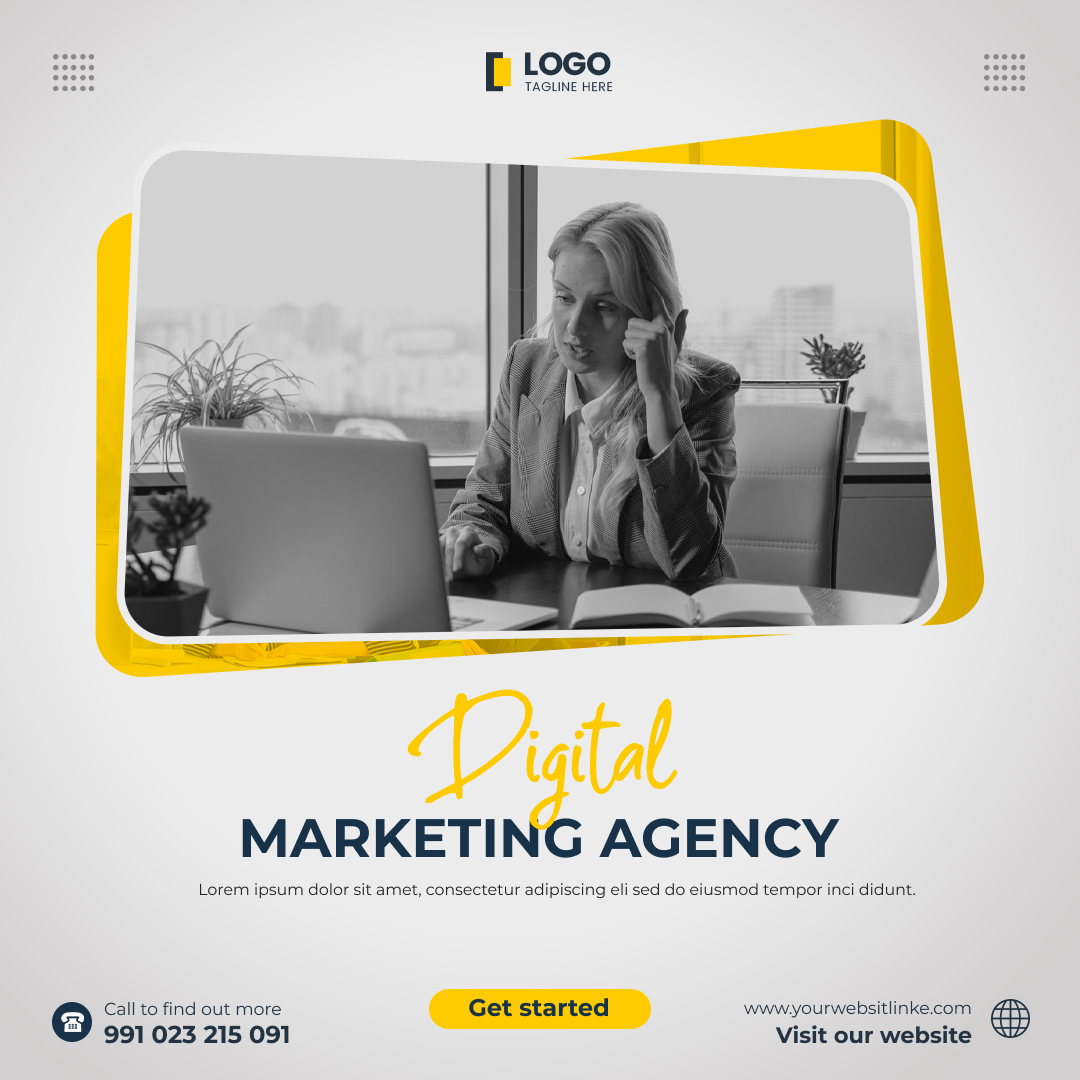 LOGO
TAGLINE HERE
Digital
MARKETING AGENCY
Lorem ipsum dolor sit amet, consectetur adipiscing eli sed do eiusmod tempor inci didunt.
Call to find out more
991 023 215 091
Get started
www.yourwebsitlinke.com
Visit our website